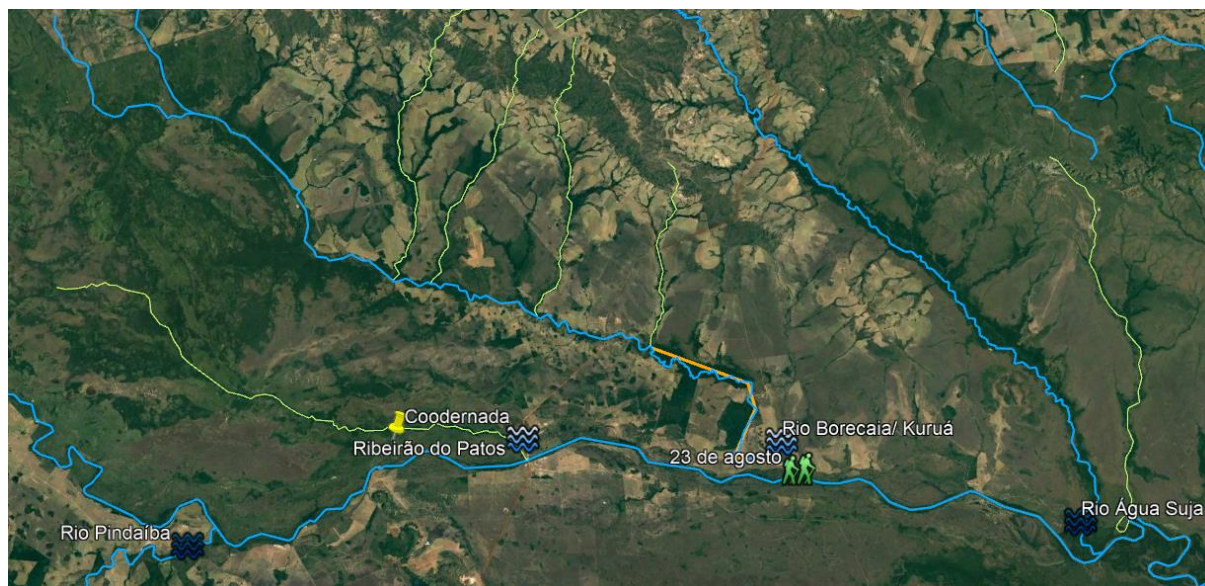 Coodernada
Ribeirão do Patos
Rio Borecaia/ Kuruá
23 de agosto
Rio Água Suja
Rio Pindaíba